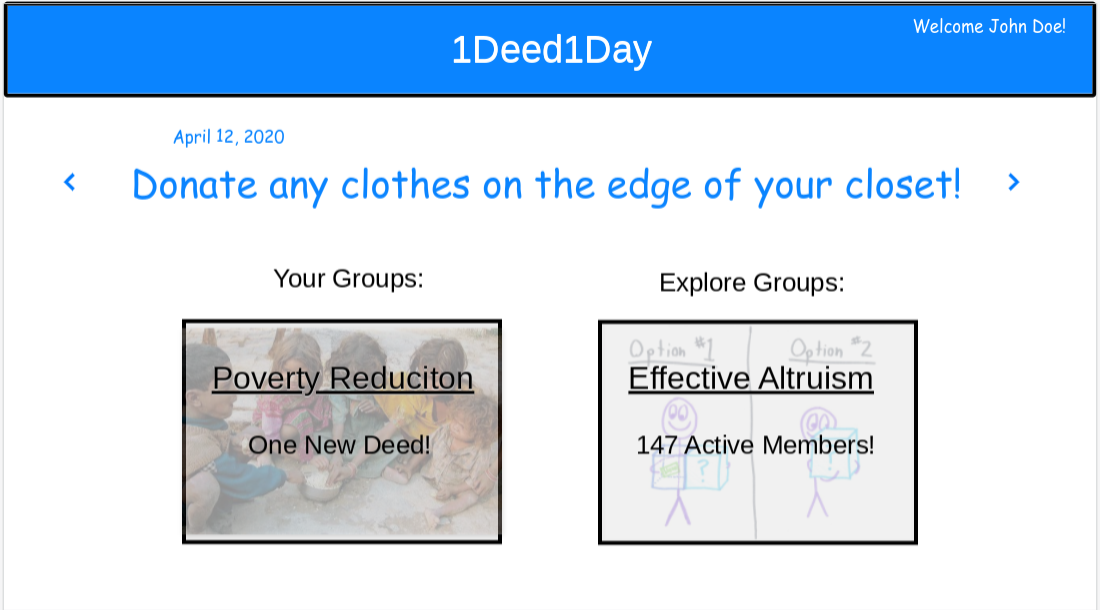 1Deed1Day
Welcome John Doe!
April 12, 2020
Donate any clothes on the edge of your closet!
Your Groups:
Explore Groups:
Poverty Reduciton
One New Deed!
Option #1
Option #2
Effective Altruism
147 Active Members!
?
!